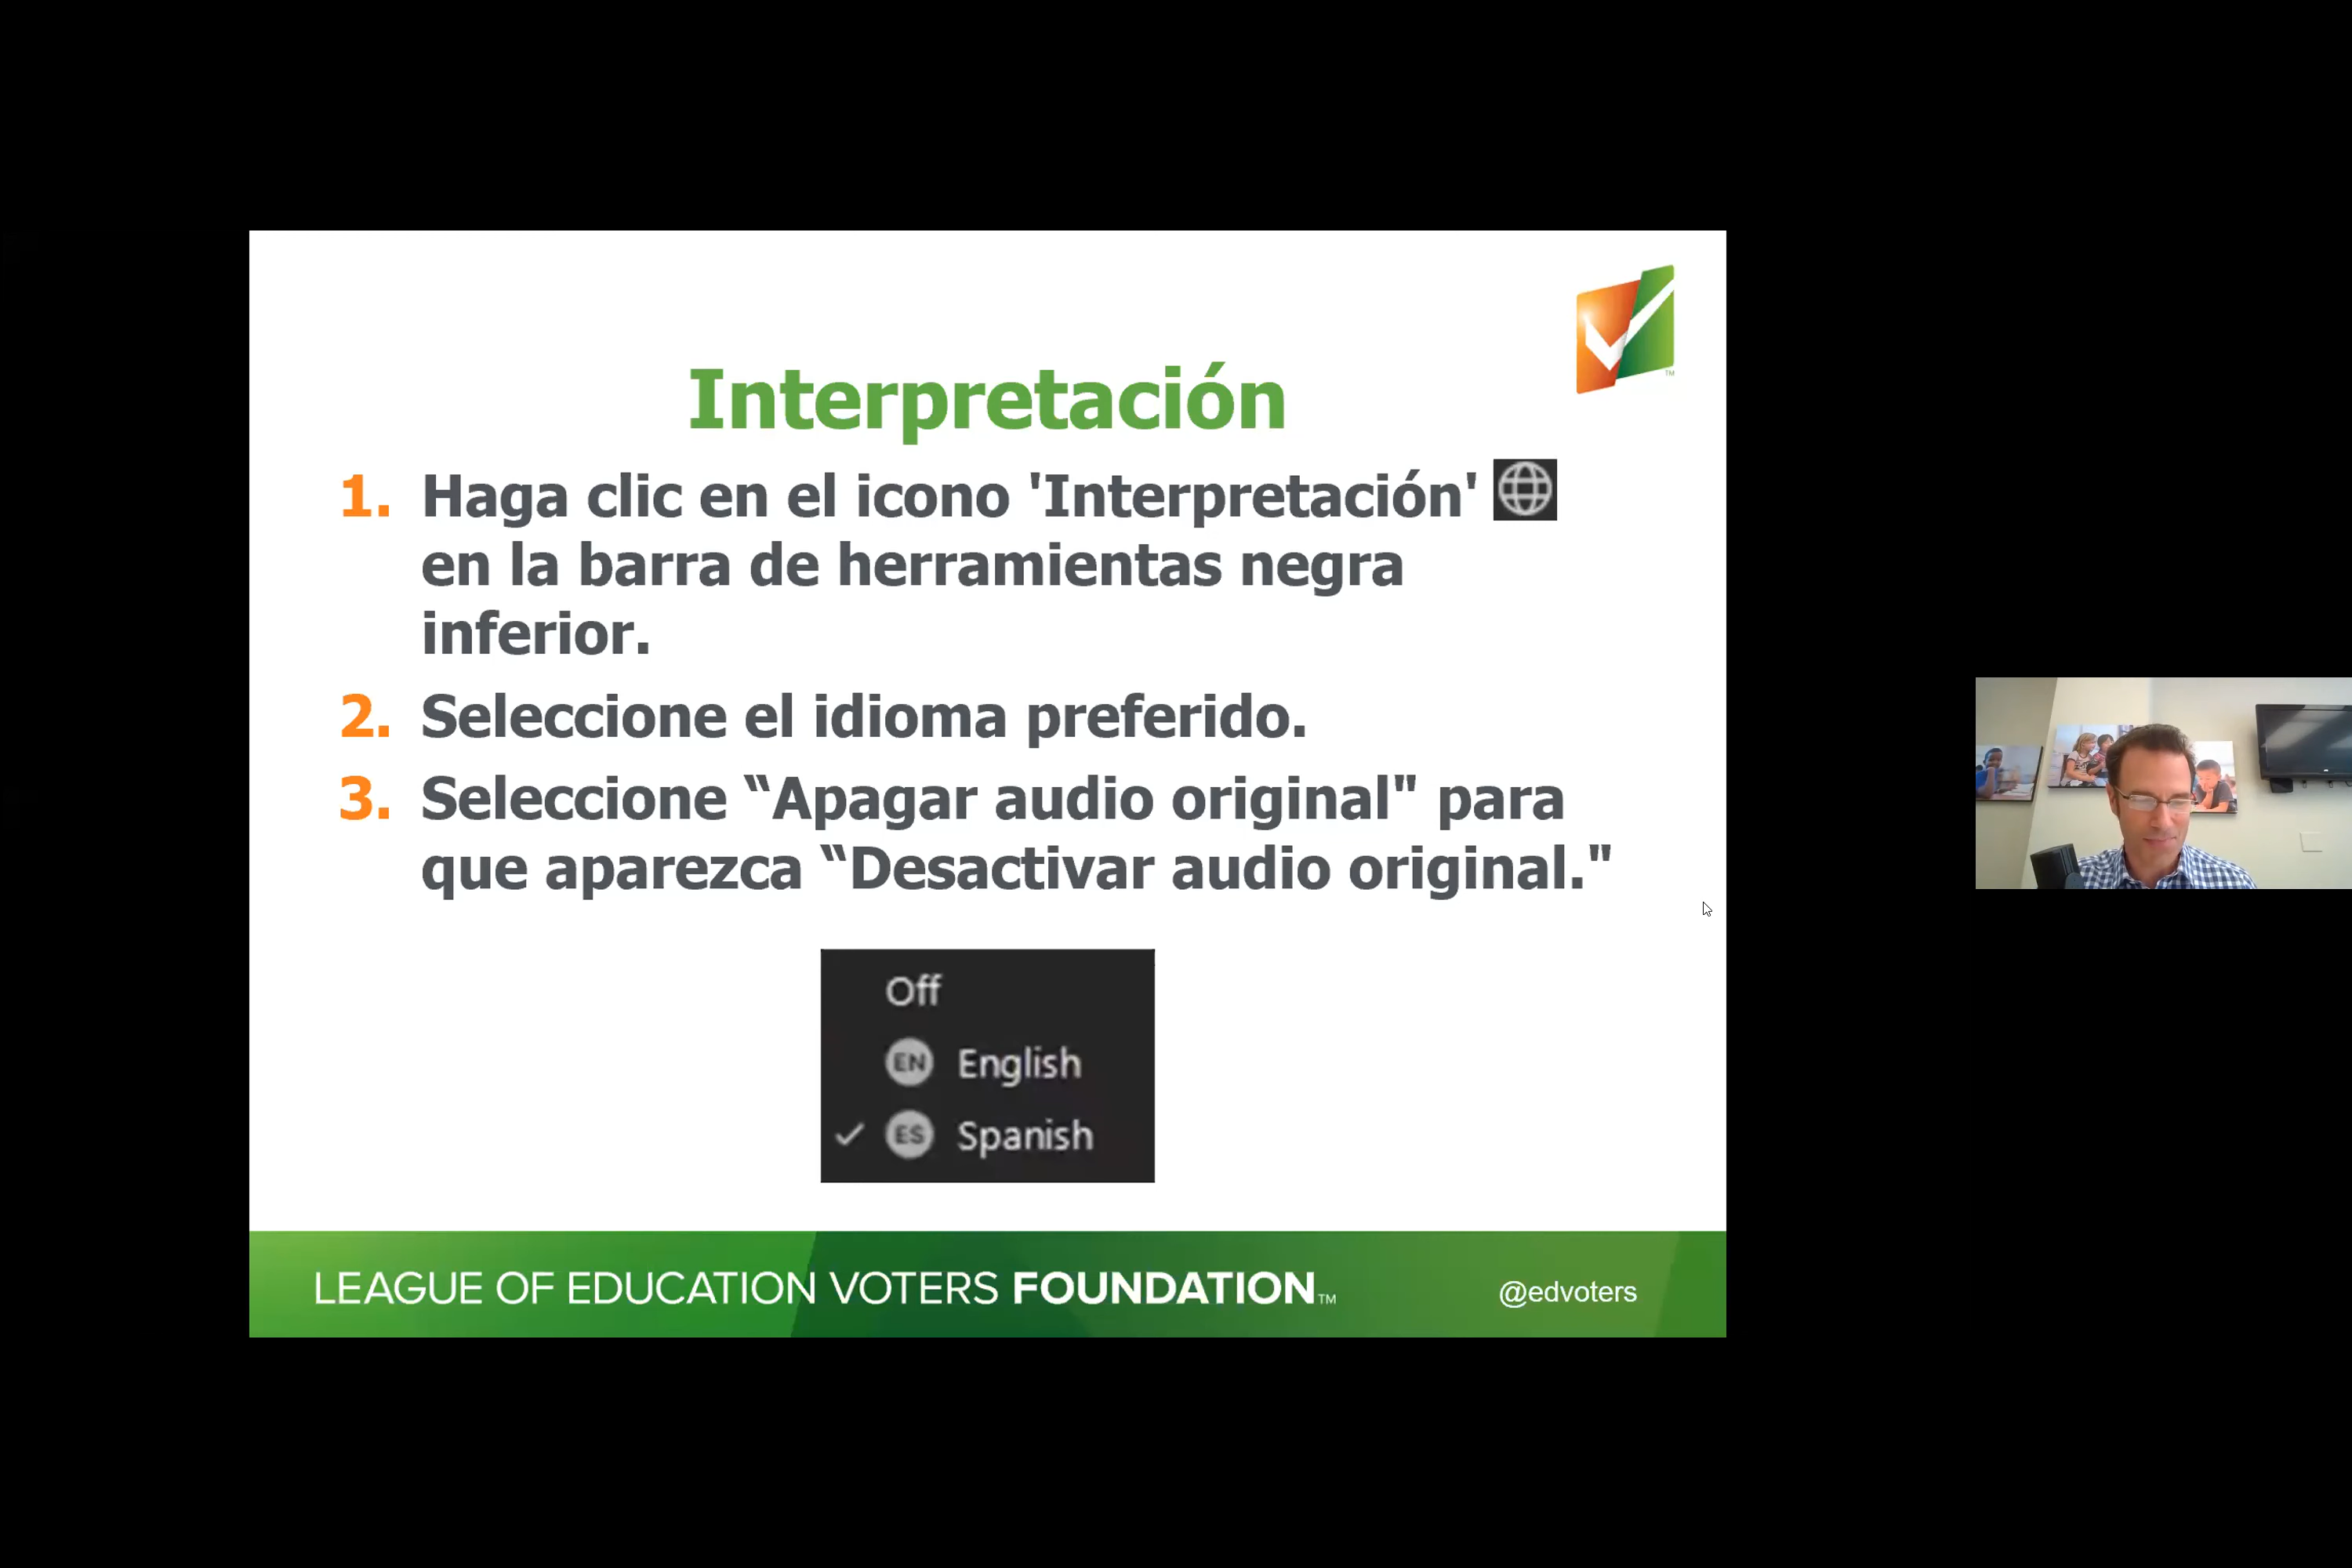 Interpretación
1. Haga clic en el icono 'Interpretación'
en la barra de herramientas negra
inferior.
2. Seleccione el idioma preferido.
3. Seleccione “Apagar audio original" para
que aparezca “Desactivar audio original."
Off
EN English
✓ ES Spanish
LEAGUE OF EDUCATION VOTERS FOUNDATION™
@edvoters
TM